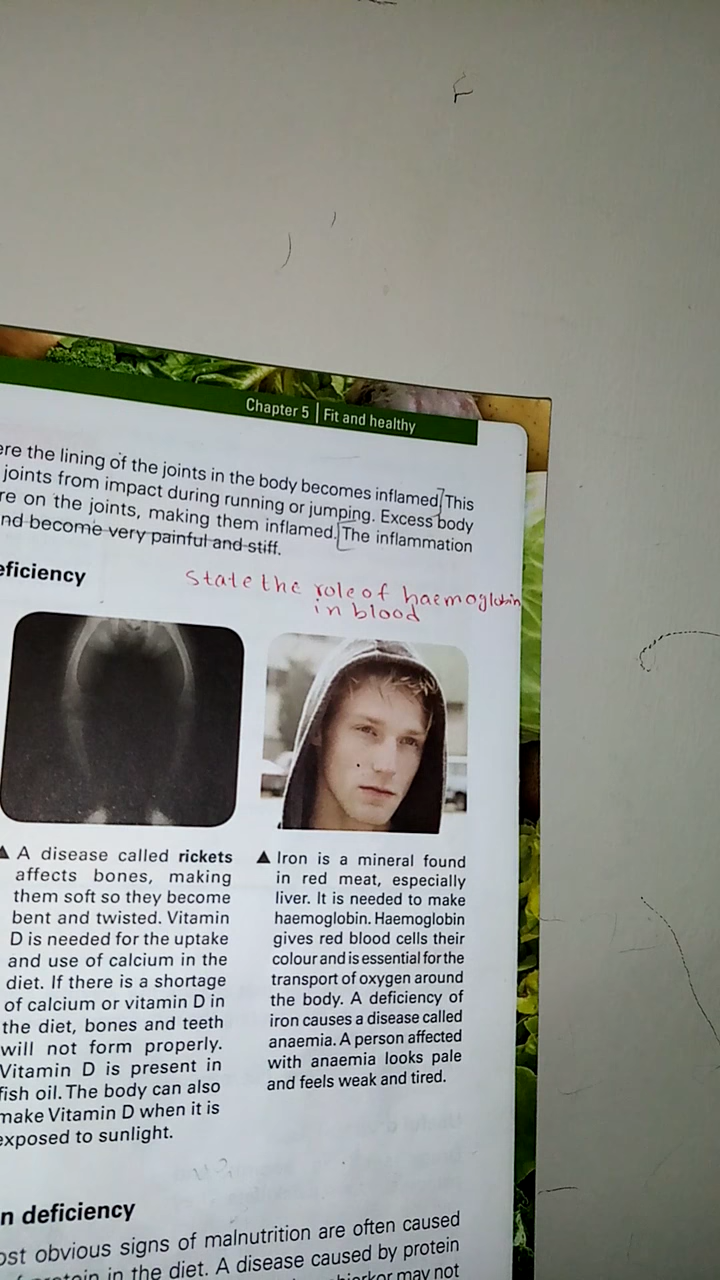 Chapter 5 | Fit and healthy
ere the lining of the joints in the body becomes inflamed. This
joints from impact during running or jumping. Excess body
re on the joints, making them inflamed. The inflammation
nd become very painful and stiff.
eficiency
State the role of haemoglobin
in blood
▲ A disease called rickets
affects bones, making
them soft so they become
bent and twisted. Vitamin
D is needed for the uptake
and use of calcium in the
diet. If there is a shortage
of calcium or vitamin D in
the diet, bones and teeth
will not form properly.
Vitamin D is present in
fish oil. The body can also
make Vitamin D when it is
exposed to sunlight.
▲ Iron is a mineral found
in red meat, especially
liver. It is needed to make
haemoglobin. Haemoglobin
gives red blood cells their
colour and is essential for the
transport of oxygen around
the body. A deficiency of
iron causes a disease called
anaemia. A person affected
with anaemia looks pale
and feels weak and tired.
n deficiency
ost obvious signs of malnutrition are often caused
protein in the diet. A disease caused by protein
may not